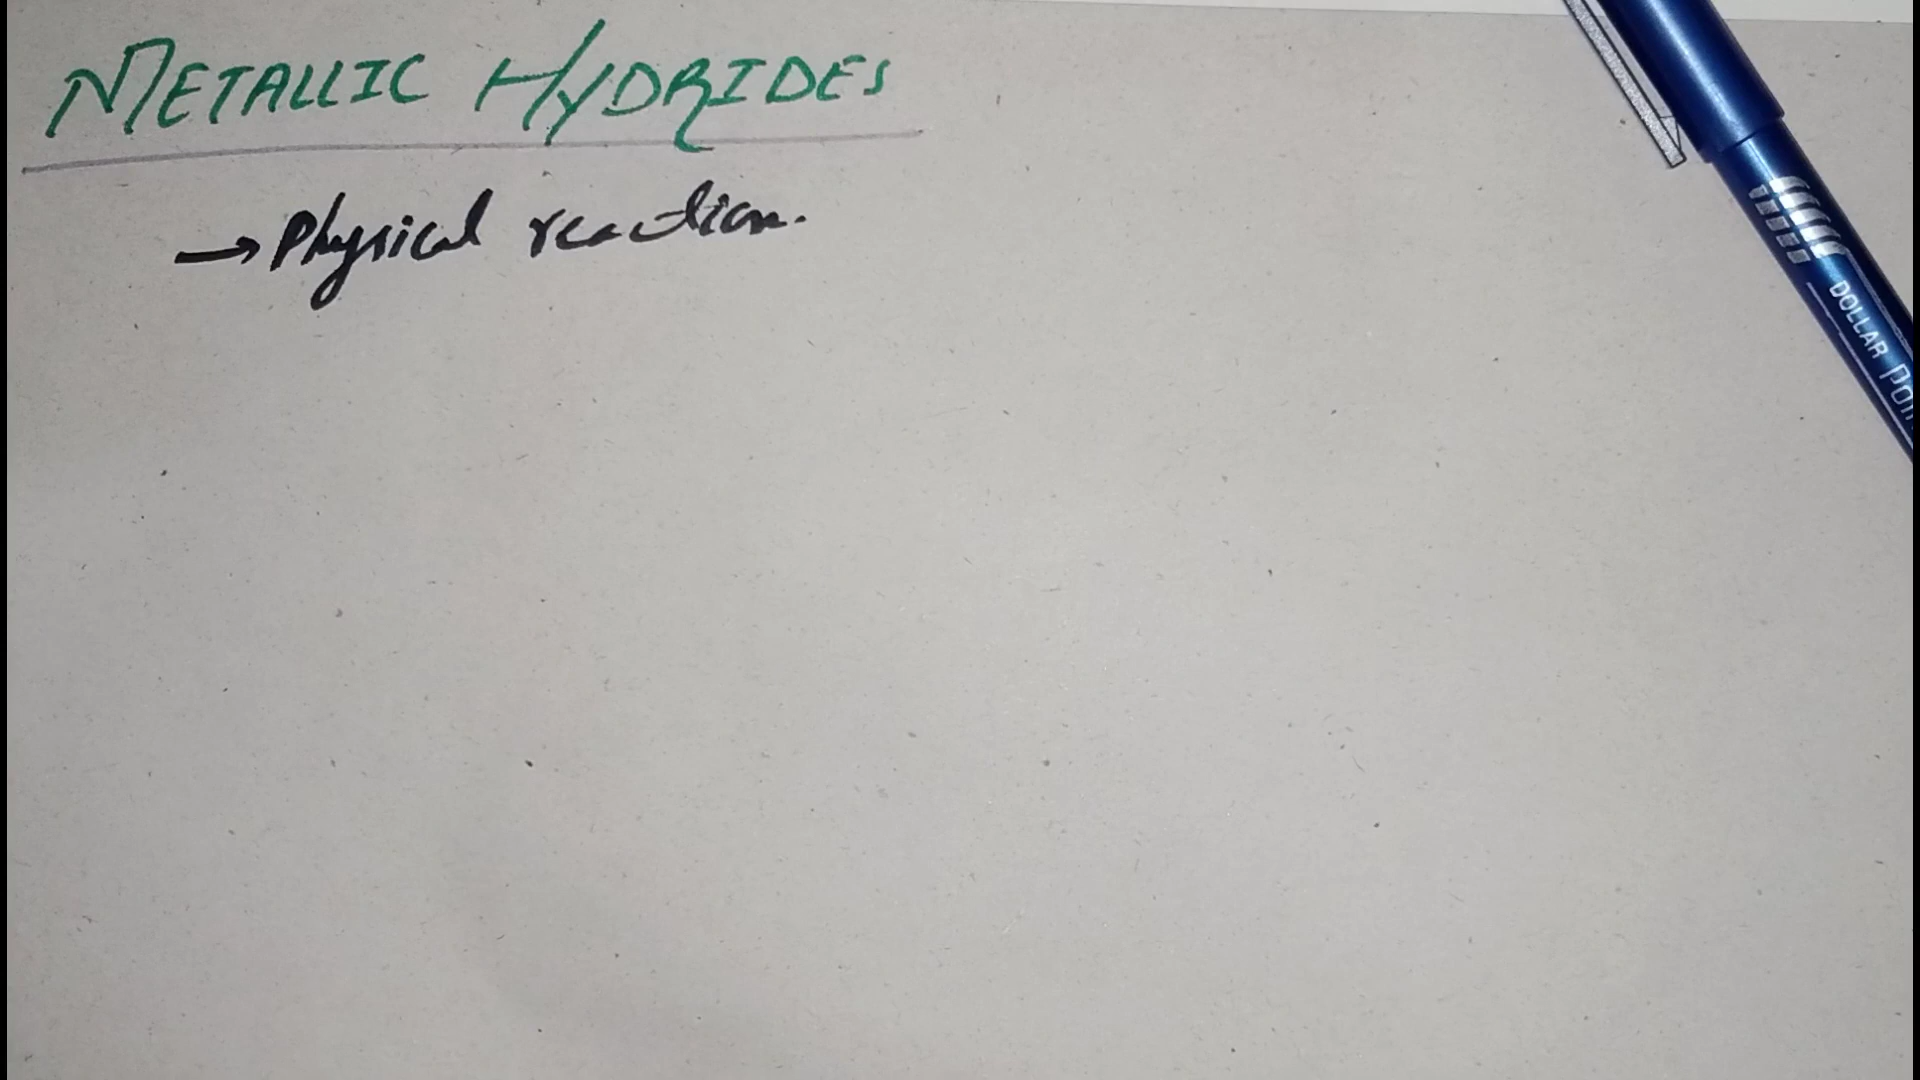 METALLIC HYDRIDES
→ Physical reaction.
DOLLAR